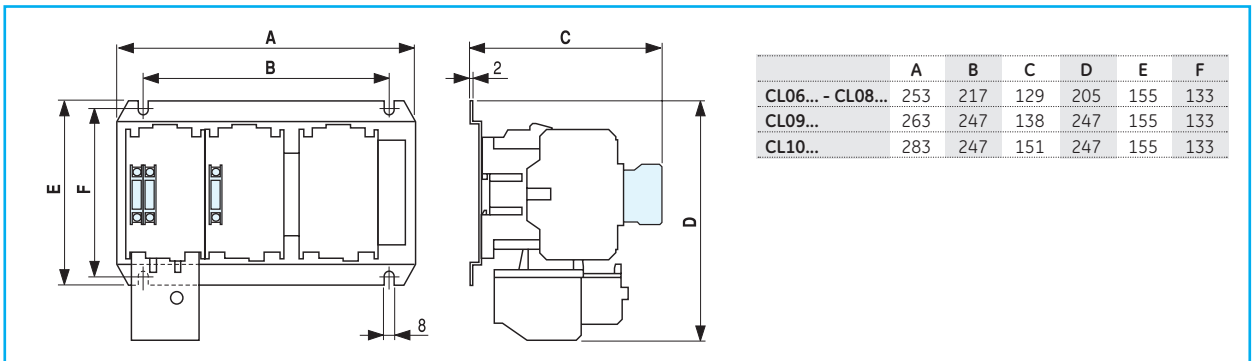 A
B
C
2
E
F
D
8
A B C D E F
CL06... - CL08... 253 217 129 205 155 133
CL09... 263 247 138 247 155 133
CL10... 283 247 151 247 155 133